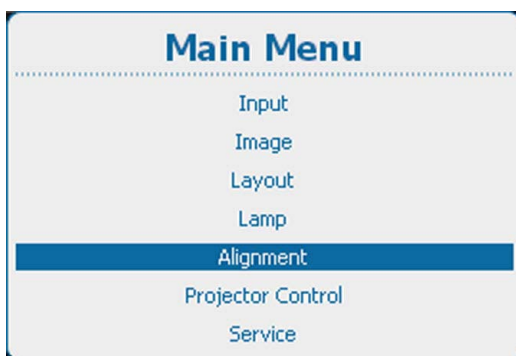 Main Menu
Input
Image
Layout
Lamp
Alignment
Projector Control
Service